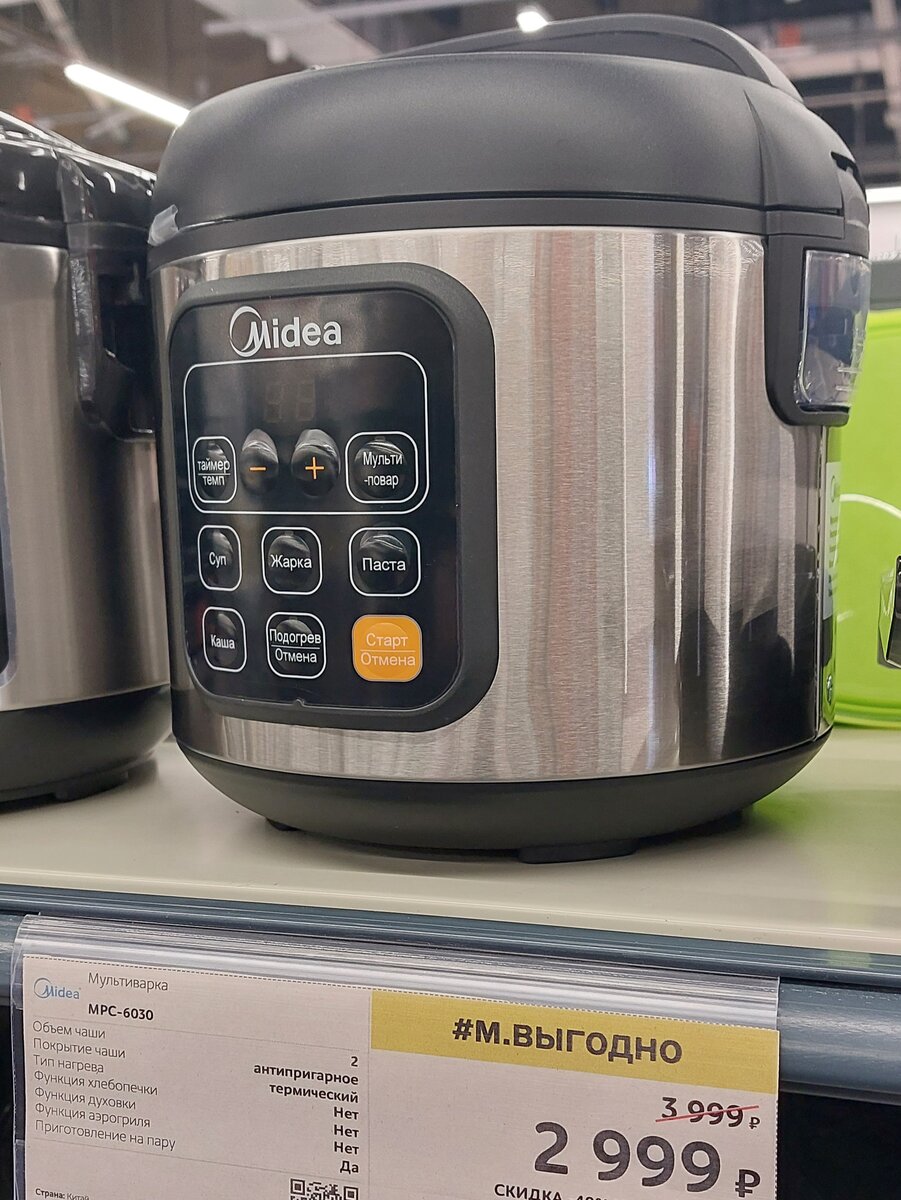 Midea
таймер
темп
−
+
Мульти
-повар
Суп
Жарка
Паста
Каша
Подогрев
Отмена
Старт
Отмена
Midea
Мультиварка
MPC-6030
Объем чаши 2
Покрытие чаши антипригарное
Тип нагрева термический
Функция хлебопечки Нет
Функция духовки Нет
Функция аэрогриля Нет
Приготовление на пару Да
Страна: Китай
#М.ВЫГОДНО
3 999 ₽
2 999 ₽
СКИДКА